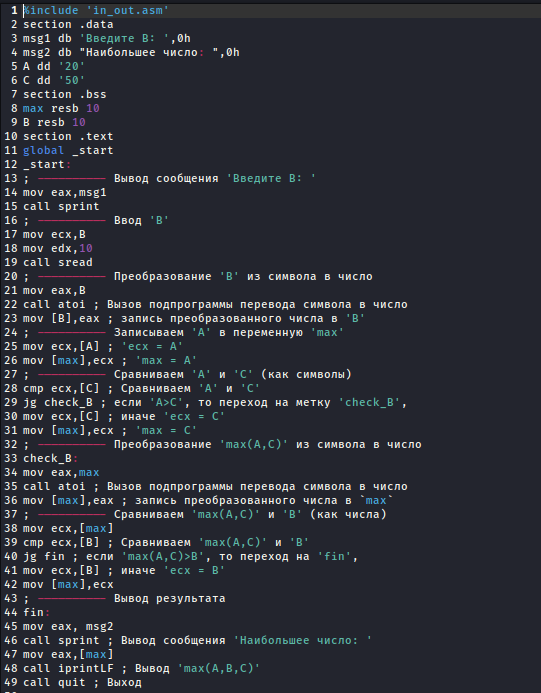 1 %include 'in_out.asm'
2 section .data
3 msg1 db 'Введите B: ',0h
4 msg2 db "Наибольшее число: ",0h
5 A dd '20'
6 C dd '50'
7 section .bss
8 max resb 10
9 B resb 10
10 section .text
11 global _start
12 _start:
13 ; ---------- Вывод сообщения 'Введите B: '
14 mov eax,msg1
15 call sprint
16 ; ---------- Ввод 'B'
17 mov ecx,B
18 mov edx,10
19 call sread
20 ; ---------- Преобразование 'B' из символа в число
21 mov eax,B
22 call atoi ; Вызов подпрограммы перевода символа в число
23 mov [B],eax ; запись преобразованного числа в 'B'
24 ; ---------- Записываем 'A' в переменную 'max'
25 mov ecx,[A] ; 'ecx = A'
26 mov [max],ecx ; 'max = A'
27 ; ---------- Сравниваем 'A' и 'С' (как символы)
28 cmp ecx,[C] ; Сравниваем 'A' и 'С'
29 jg check_B ; если 'A>C', то переход на метку 'check_B',
30 mov ecx,[C] ; иначе 'ecx = C'
31 mov [max],ecx ; 'max = C'
32 ; ---------- Преобразование 'max(A,C)' из символа в число
33 check_B:
34 mov eax,max
35 call atoi ; Вызов подпрограммы перевода символа в число
36 mov [max],eax ; запись преобразованного числа в `max`
37 ; ---------- Сравниваем 'max(A,C)' и 'B' (как числа)
38 mov ecx,[max]
39 cmp ecx,[B] ; Сравниваем 'max(A,C)' и 'B'
40 jg fin ; если 'max(A,C)>B', то переход на 'fin',
41 mov ecx,[B] ; иначе 'ecx = B'
42 mov [max],ecx
43 ; ---------- Вывод результата
44 fin:
45 mov eax, msg2
46 call sprint ; Вывод сообщения 'Наибольшее число: '
47 mov eax,[max]
48 call iprintLF ; Вывод 'max(A,B,C)'
49 call quit ; Выход